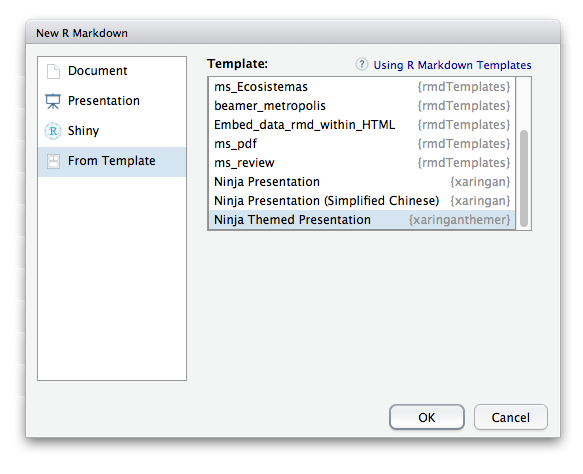 New R Markdown
Document
Presentation
Shiny
From Template
Template:
? Using R Markdown Templates
ms_Ecosistemas {rmdTemplates}
beamer_metropolis {rmdTemplates}
Embed_data_rmd_within_HTML {rmdTemplates}
ms_pdf {rmdTemplates}
ms_review {rmdTemplates}
Ninja Presentation {xaringan}
Ninja Presentation (Simplified Chinese) {xaringan}
Ninja Themed Presentation {xaringanthemer}
OK Cancel